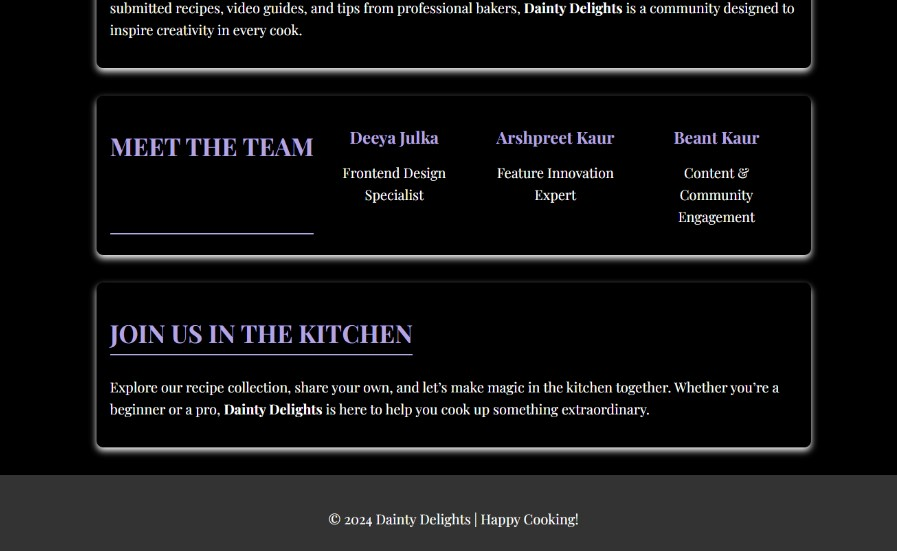 submitted recipes, video guides, and tips from professional bakers, Dainty Delights is a community designed to
inspire creativity in every cook.
MEET THE TEAM
Deeya Julka
Frontend Design
Specialist
Arshpreet Kaur
Feature Innovation
Expert
Beant Kaur
Content &
Community
Engagement
JOIN US IN THE KITCHEN
Explore our recipe collection, share your own, and let’s make magic in the kitchen together. Whether you’re a
beginner or a pro, Dainty Delights is here to help you cook up something extraordinary.
© 2024 Dainty Delights | Happy Cooking!